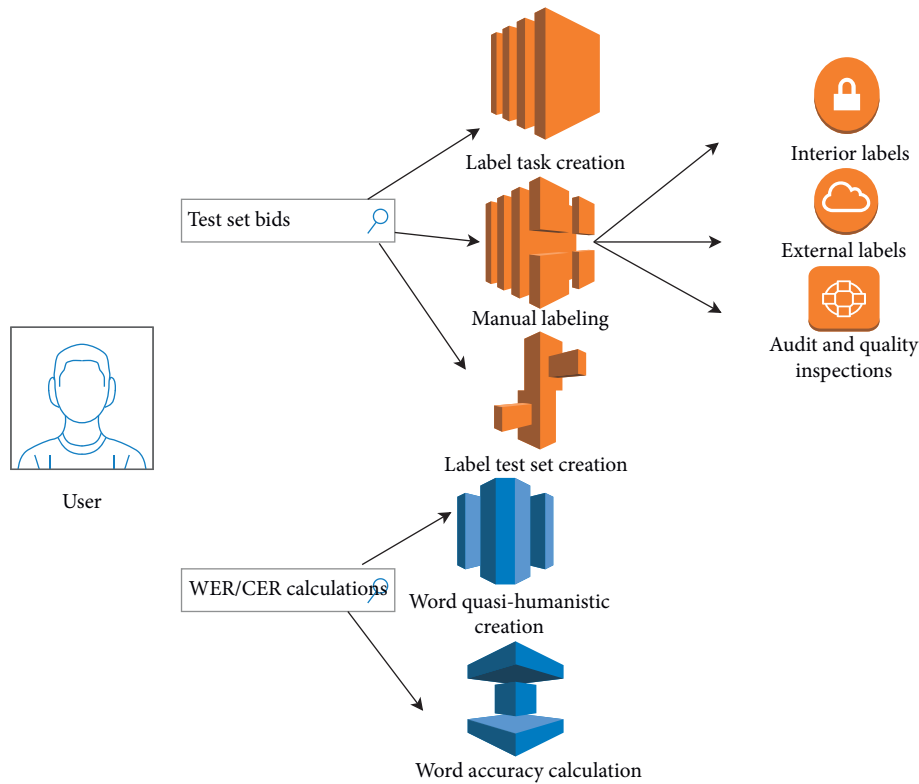 Label task creation
Interior labels
Test set bids
External labels
Manual labeling
Audit and quality
inspections
Label test set creation
User
WER/CER calculations
Word quasi-humanistic
creation
Word accuracy calculation